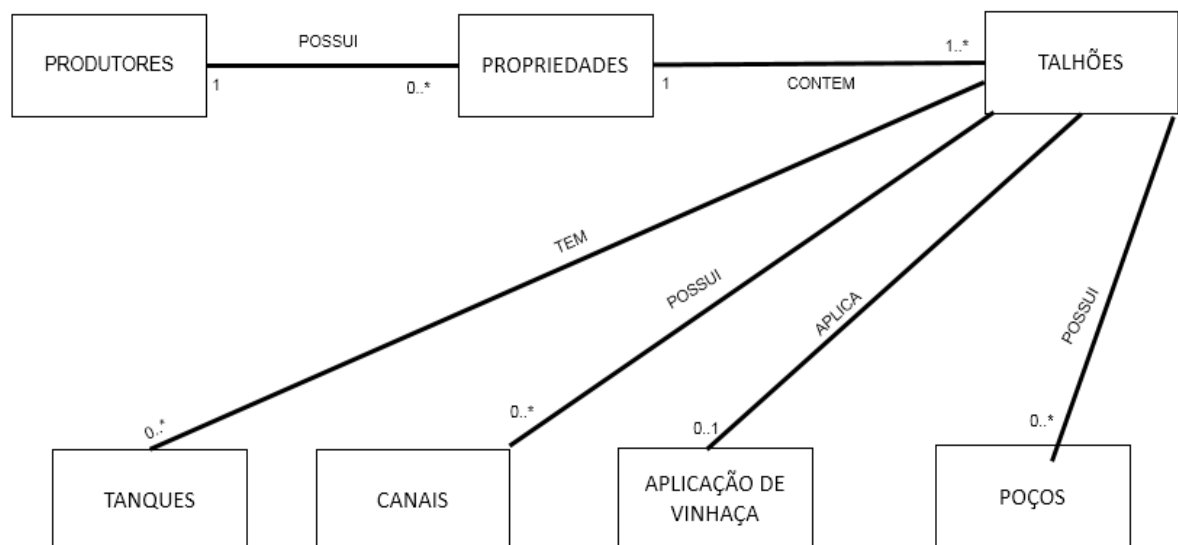 PRODUTORES
POSSUI
1
0..*
PROPRIEDADES
1
CONTEM
1..*
TALHÕES
TEM
POSSUI
APLICA
POSSUI
0..*
0..*
0..1
0..*
TANQUES
CANAIS
APLICAÇÃO DE
VINHAÇA
POÇOS